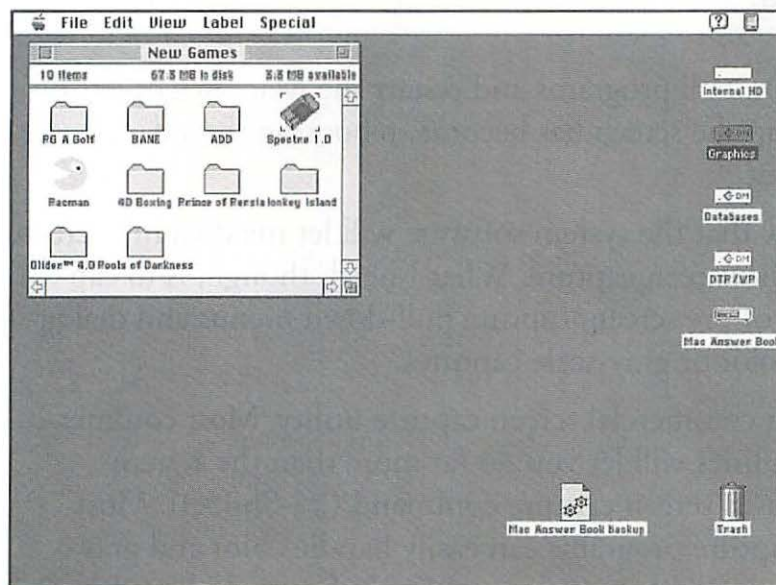 File Edit View Label Special
New Games
10 items 67.3 MB in disk 3.3 MB available
PG A Golf BANE ADD Spectre 1.0
Pacman 4D Boxing Prince of Persia Monkey Island
Glider™ 4.0 Pools of Darkness
Internal HD
Graphics
Databases
DTP/WP
Mac Answer Book
Mac Answer Book backup
Trash